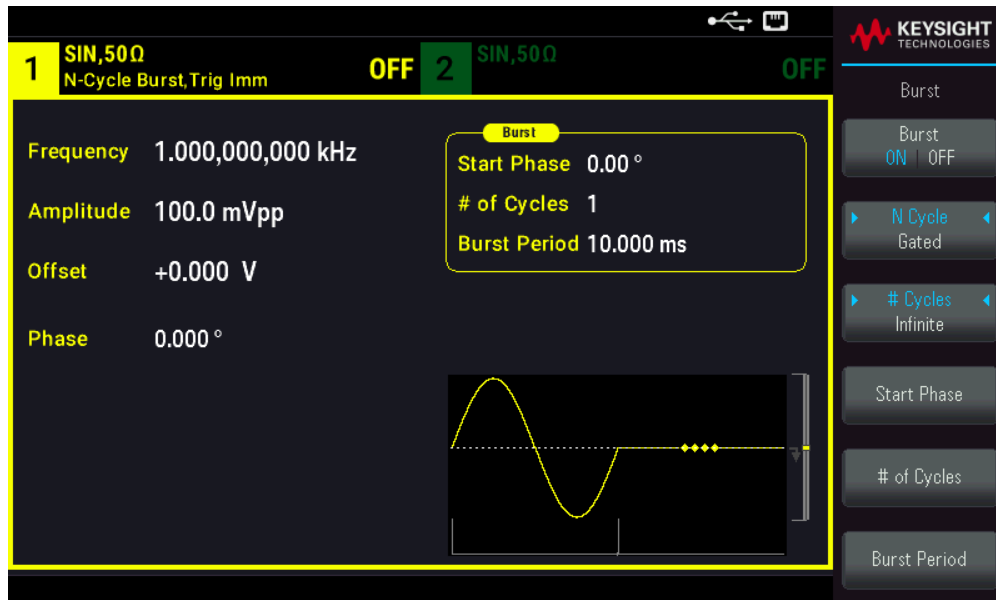 1
SIN,50Ω
N-Cycle Burst,Trig Imm
OFF
2
SIN,50Ω
OFF
Frequency 1.000,000,000 kHz
Amplitude 100.0 mVpp
Offset +0.000 V
Phase 0.000 °
Burst
Start Phase 0.00 °
# of Cycles 1
Burst Period 10.000 ms
KEYSIGHT
TECHNOLOGIES
Burst
Burst
ON | OFF
N Cycle
Gated
# Cycles
Infinite
Start Phase
# of Cycles
Burst Period